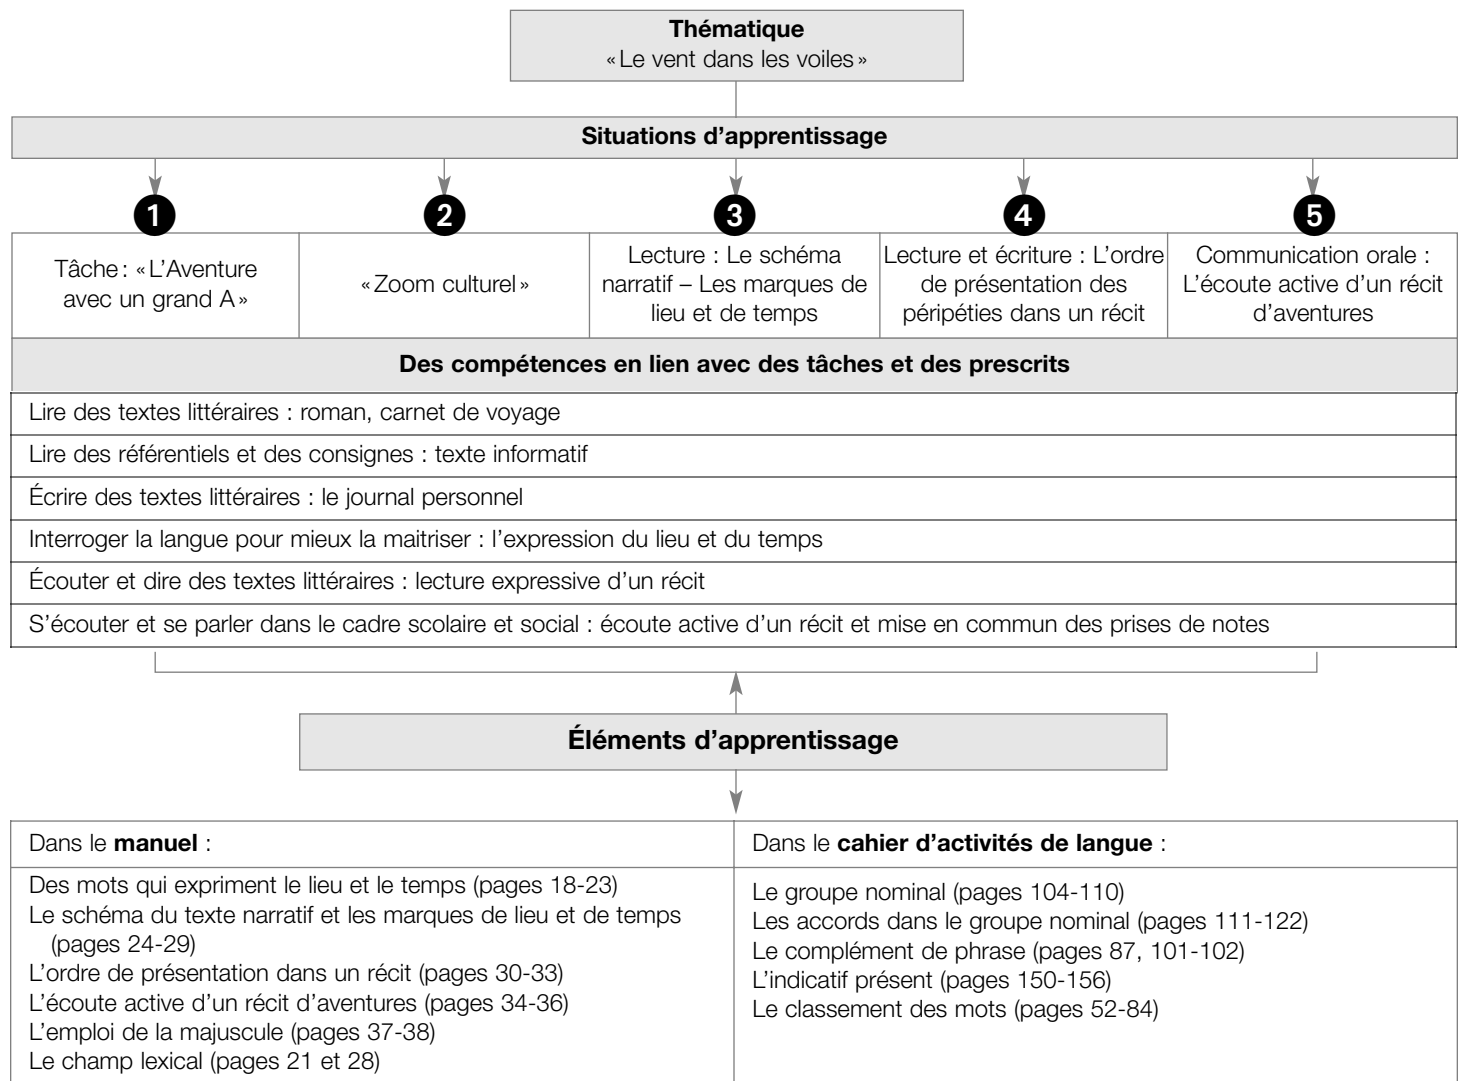 Thématique
«Le vent dans les voiles»
Situations d'apprentissage
1
2
3
4
5
Tâche : «L'Aventure
avec un grand A»
«Zoom culturel»
Lecture : Le schéma
narratif – Les marques de
lieu et de temps
Lecture et écriture : L'ordre
de présentation des
péripéties dans un récit
Communication orale :
L'écoute active d'un récit
d'aventures
Des compétences en lien avec des tâches et des prescrits
Lire des textes littéraires : roman, carnet de voyage
Lire des référentiels et des consignes : texte informatif
Écrire des textes littéraires : le journal personnel
Interroger la langue pour mieux la maitriser : l'expression du lieu et du temps
Écouter et dire des textes littéraires : lecture expressive d'un récit
S'écouter et se parler dans le cadre scolaire et social : écoute active d'un récit et mise en commun des prises de notes
Éléments d'apprentissage
Dans le manuel :
Des mots qui expriment le lieu et le temps (pages 18-23)
Le schéma du texte narratif et les marques de lieu et de temps
(pages 24-29)
L'ordre de présentation dans un récit (pages 30-33)
L'écoute active d'un récit d'aventures (pages 34-36)
L'emploi de la majuscule (pages 37-38)
Le champ lexical (pages 21 et 28)
Dans le cahier d'activités de langue :
Le groupe nominal (pages 104-110)
Les accords dans le groupe nominal (pages 111-122)
Le complément de phrase (pages 87, 101-102)
L'indicatif présent (pages 150-156)
Le classement des mots (pages 52-84)